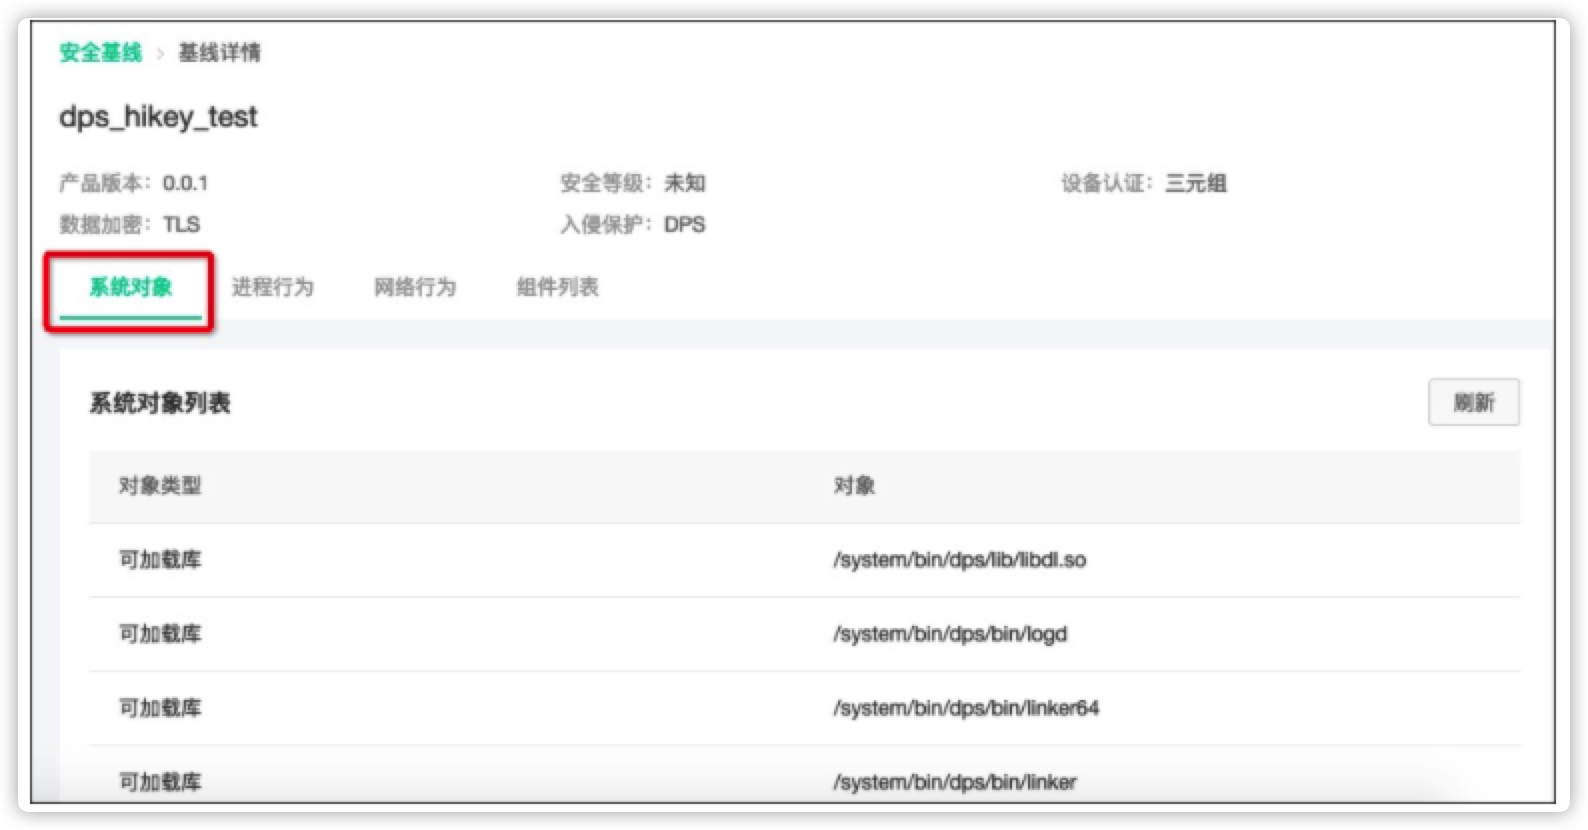 安全基线 > 基线详情
dps_hikey_test
产品版本：0.0.1 安全等级：未知 设备认证：三元组
数据加密：TLS 入侵保护：DPS
系统对象 进程行为 网络行为 组件列表
系统对象列表 刷新
对象类型 对象
可加载库 /system/bin/dps/lib/libdl.so
可加载库 /system/bin/dps/bin/logd
可加载库 /system/bin/dps/bin/linker64
可加载库 /system/bin/dps/bin/linker